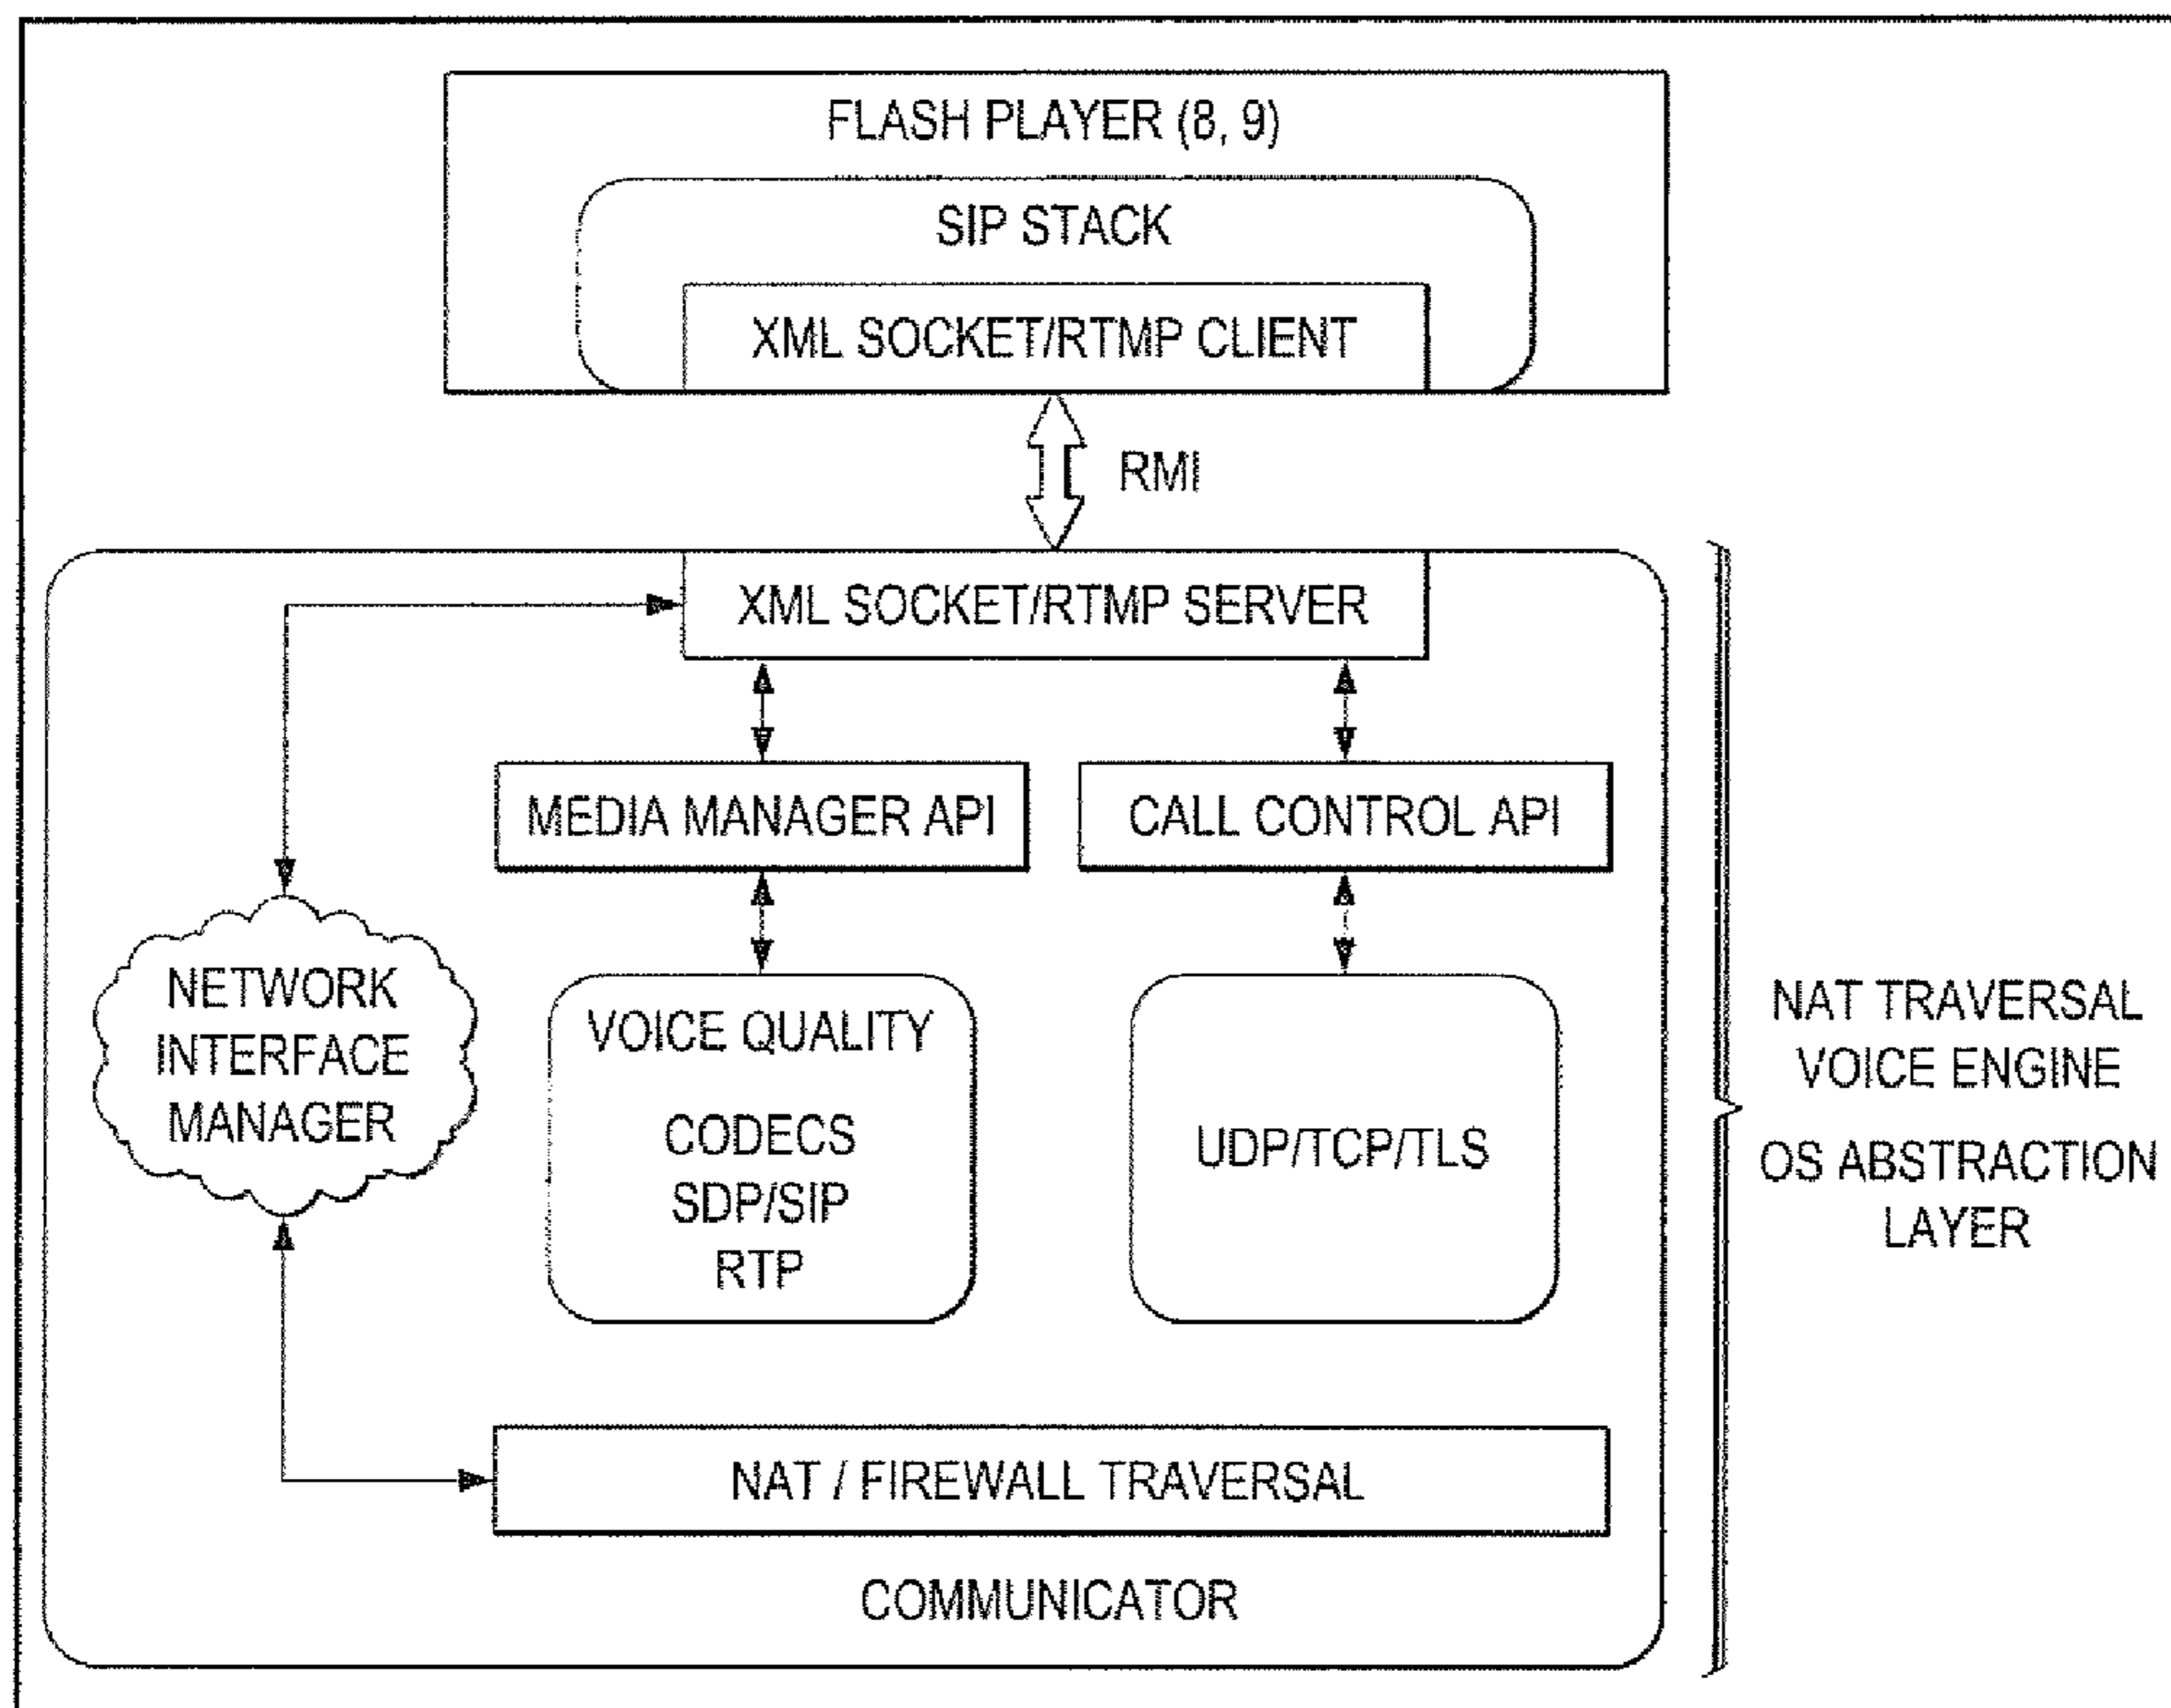 FLASH PLAYER (8, 9)
SIP STACK
XML SOCKET/RTMP CLIENT
RMI
XML SOCKET/RTMP SERVER
MEDIA MANAGER API
CALL CONTROL API
NETWORK
INTERFACE
MANAGER
VOICE QUALITY
CODECS
SDP/SIP
RTP
UDP/TCP/TLS
NAT / FIREWALL TRAVERSAL
COMMUNICATOR
NAT TRAVERSAL
VOICE ENGINE
OS ABSTRACTION
LAYER